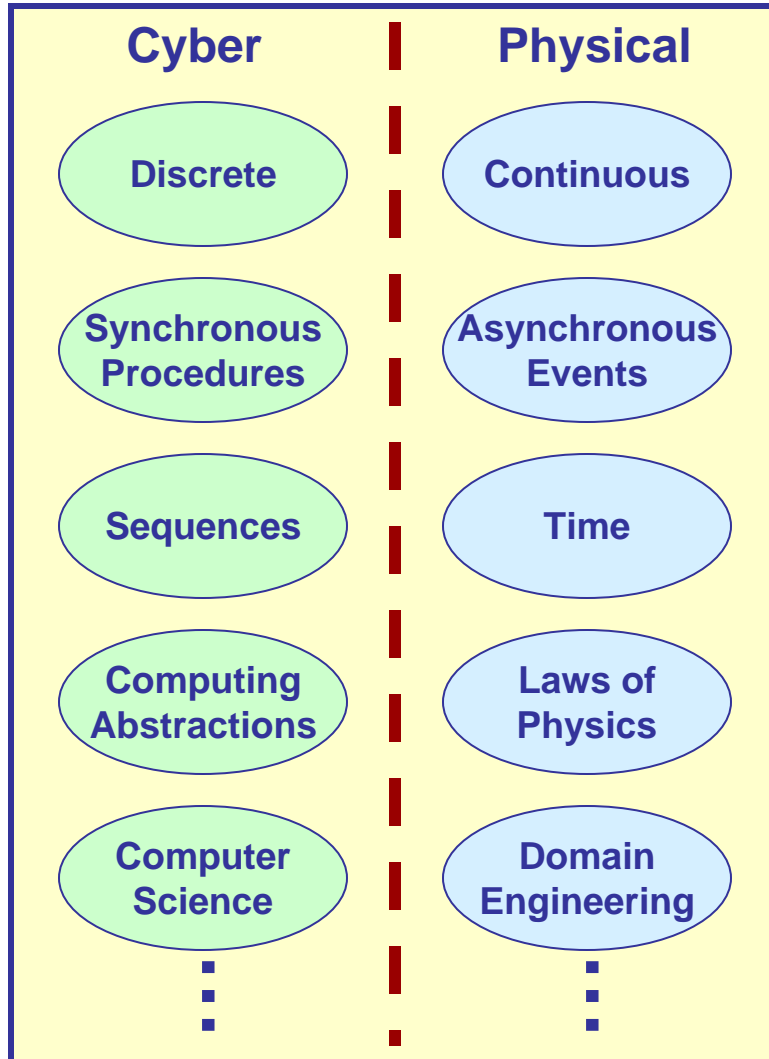 Cyber
Physical
Discrete
Continuous
Synchronous
Procedures
Asynchronous
Events
Sequences
Time
Computing
Abstractions
Laws of
Physics
Computer
Science
Domain
Engineering